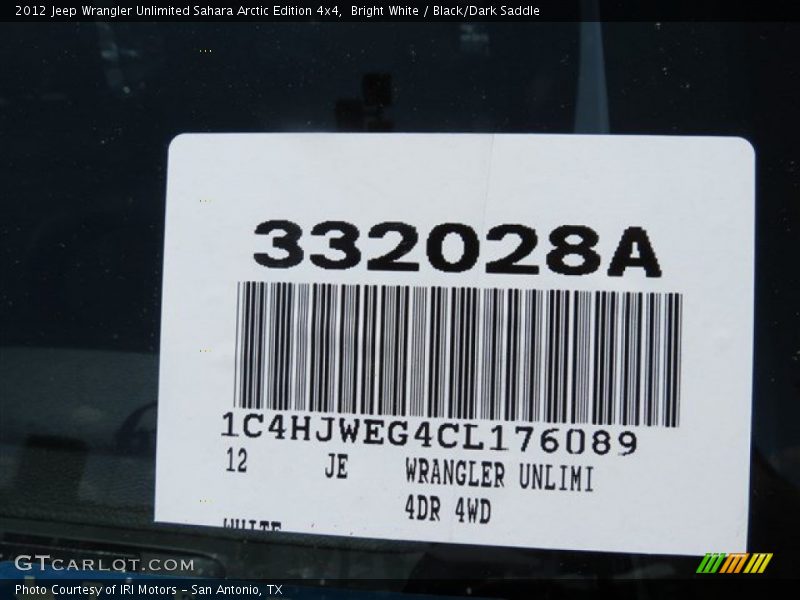 2012 Jeep Wrangler Unlimited Sahara Arctic Edition 4x4,  Bright White / Black/Dark Saddle
332028A
1C4HJWEG4CL176089
12 JE WRANGLER UNLIMI
4DR 4WD
WHITE
GTCARLOT.COM
Photo Courtesy of IRI Motors – San Antonio, TX